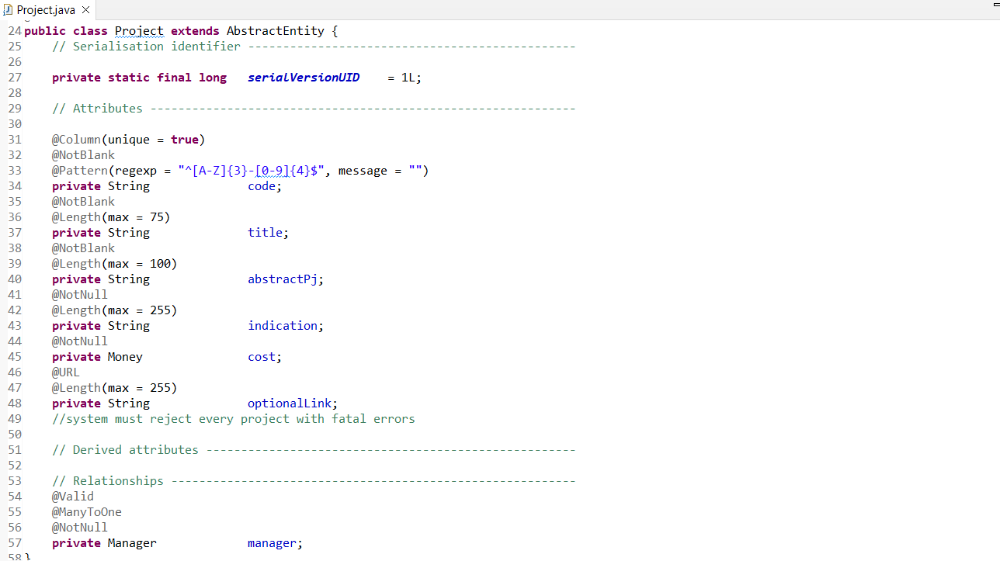 Project.java
24 public class Project extends AbstractEntity {
25 // Serialisation identifier -----------------------------------------------
26
27 private static final long serialVersionUID = 1L;
28
29 // Attributes -------------------------------------------------------------
30
31 @Column(unique = true)
32 @NotBlank
33 @Pattern(regexp = "^[A-Z]{3}-[0-9]{4}$", message = "")
34 private String code;
35 @NotBlank
36 @Length(max = 75)
37 private String title;
38 @NotBlank
39 @Length(max = 100)
40 private String abstractPj;
41 @NotNull
42 @Length(max = 255)
43 private String indication;
44 @NotNull
45 private Money cost;
46 @URL
47 @Length(max = 255)
48 private String optionalLink;
49 //system must reject every project with fatal errors
50
51 // Derived attributes -----------------------------------------------------
52
53 // Relationships ----------------------------------------------------------
54 @Valid
55 @ManyToOne
56 @NotNull
57 private Manager manager;
58 }